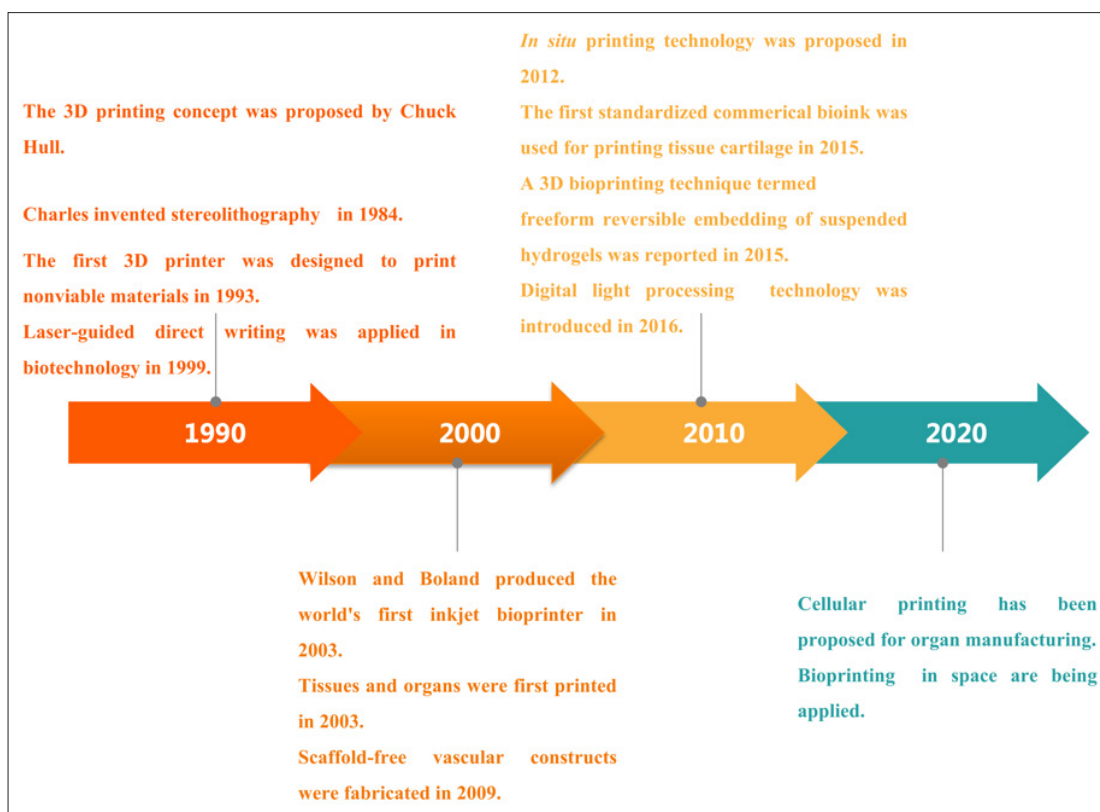 The 3D printing concept was proposed by Chuck
Hull.
Charles invented stereolithography in 1984.
The first 3D printer was designed to print
nonviable materials in 1993.
Laser-guided direct writing was applied in
biotechnology in 1999.
In situ printing technology was proposed in
2012.
The first standardized commerical bioink was
used for printing tissue cartilage in 2015.
A 3D bioprinting technique termed
freeform reversible embedding of suspended
hydrogels was reported in 2015.
Digital light processing technology was
introduced in 2016.
1990
2000
2010
2020
Wilson and Boland produced the
world's first inkjet bioprinter in
2003.
Tissues and organs were first printed
in 2003.
Scaffold-free vascular constructs
were fabricated in 2009.
Cellular printing has been
proposed for organ manufacturing.
Bioprinting in space are being
applied.